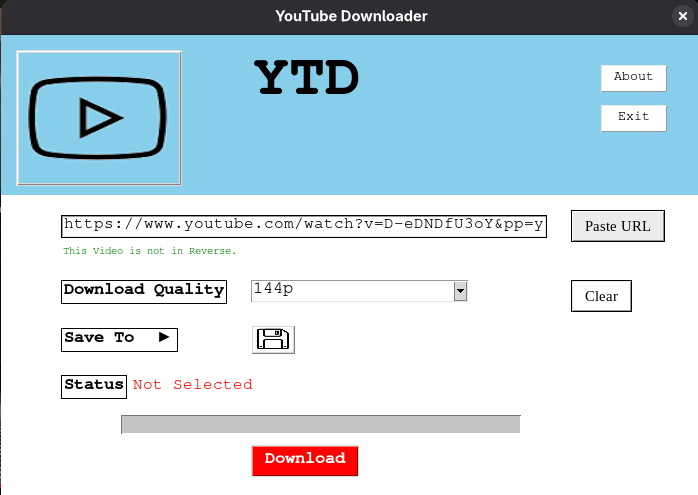 YouTube Downloader
YTD
About
Exit
https://www.youtube.com/watch?v=D-eDNDfU3oY&pp=y
Paste URL
This Video is not in Reverse.
Download Quality
144p
Clear
Save To ►
Status
Not Selected
Download